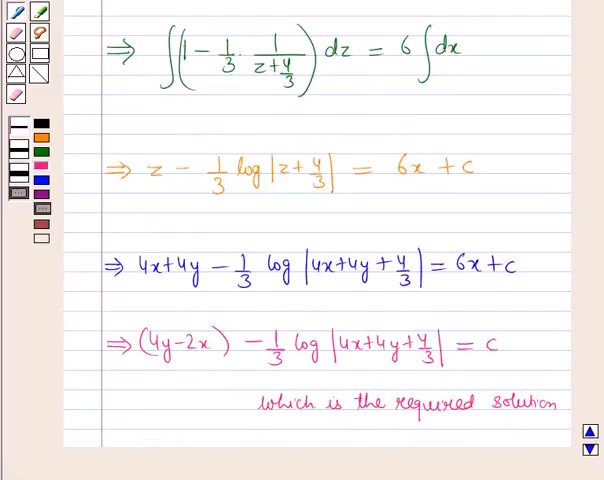 ⇒ ∫(1 − 1/3 · 1/(z+4/3)) dz = 6 ∫dx
⇒ z − 1/3 log|z+4/3| = 6x + c
⇒ 4x+4y − 1/3 log|4x+4y+4/3| = 6x+c
⇒ (4y−2x) − 1/3 log|4x+4y+4/3| = c
which is the required solution